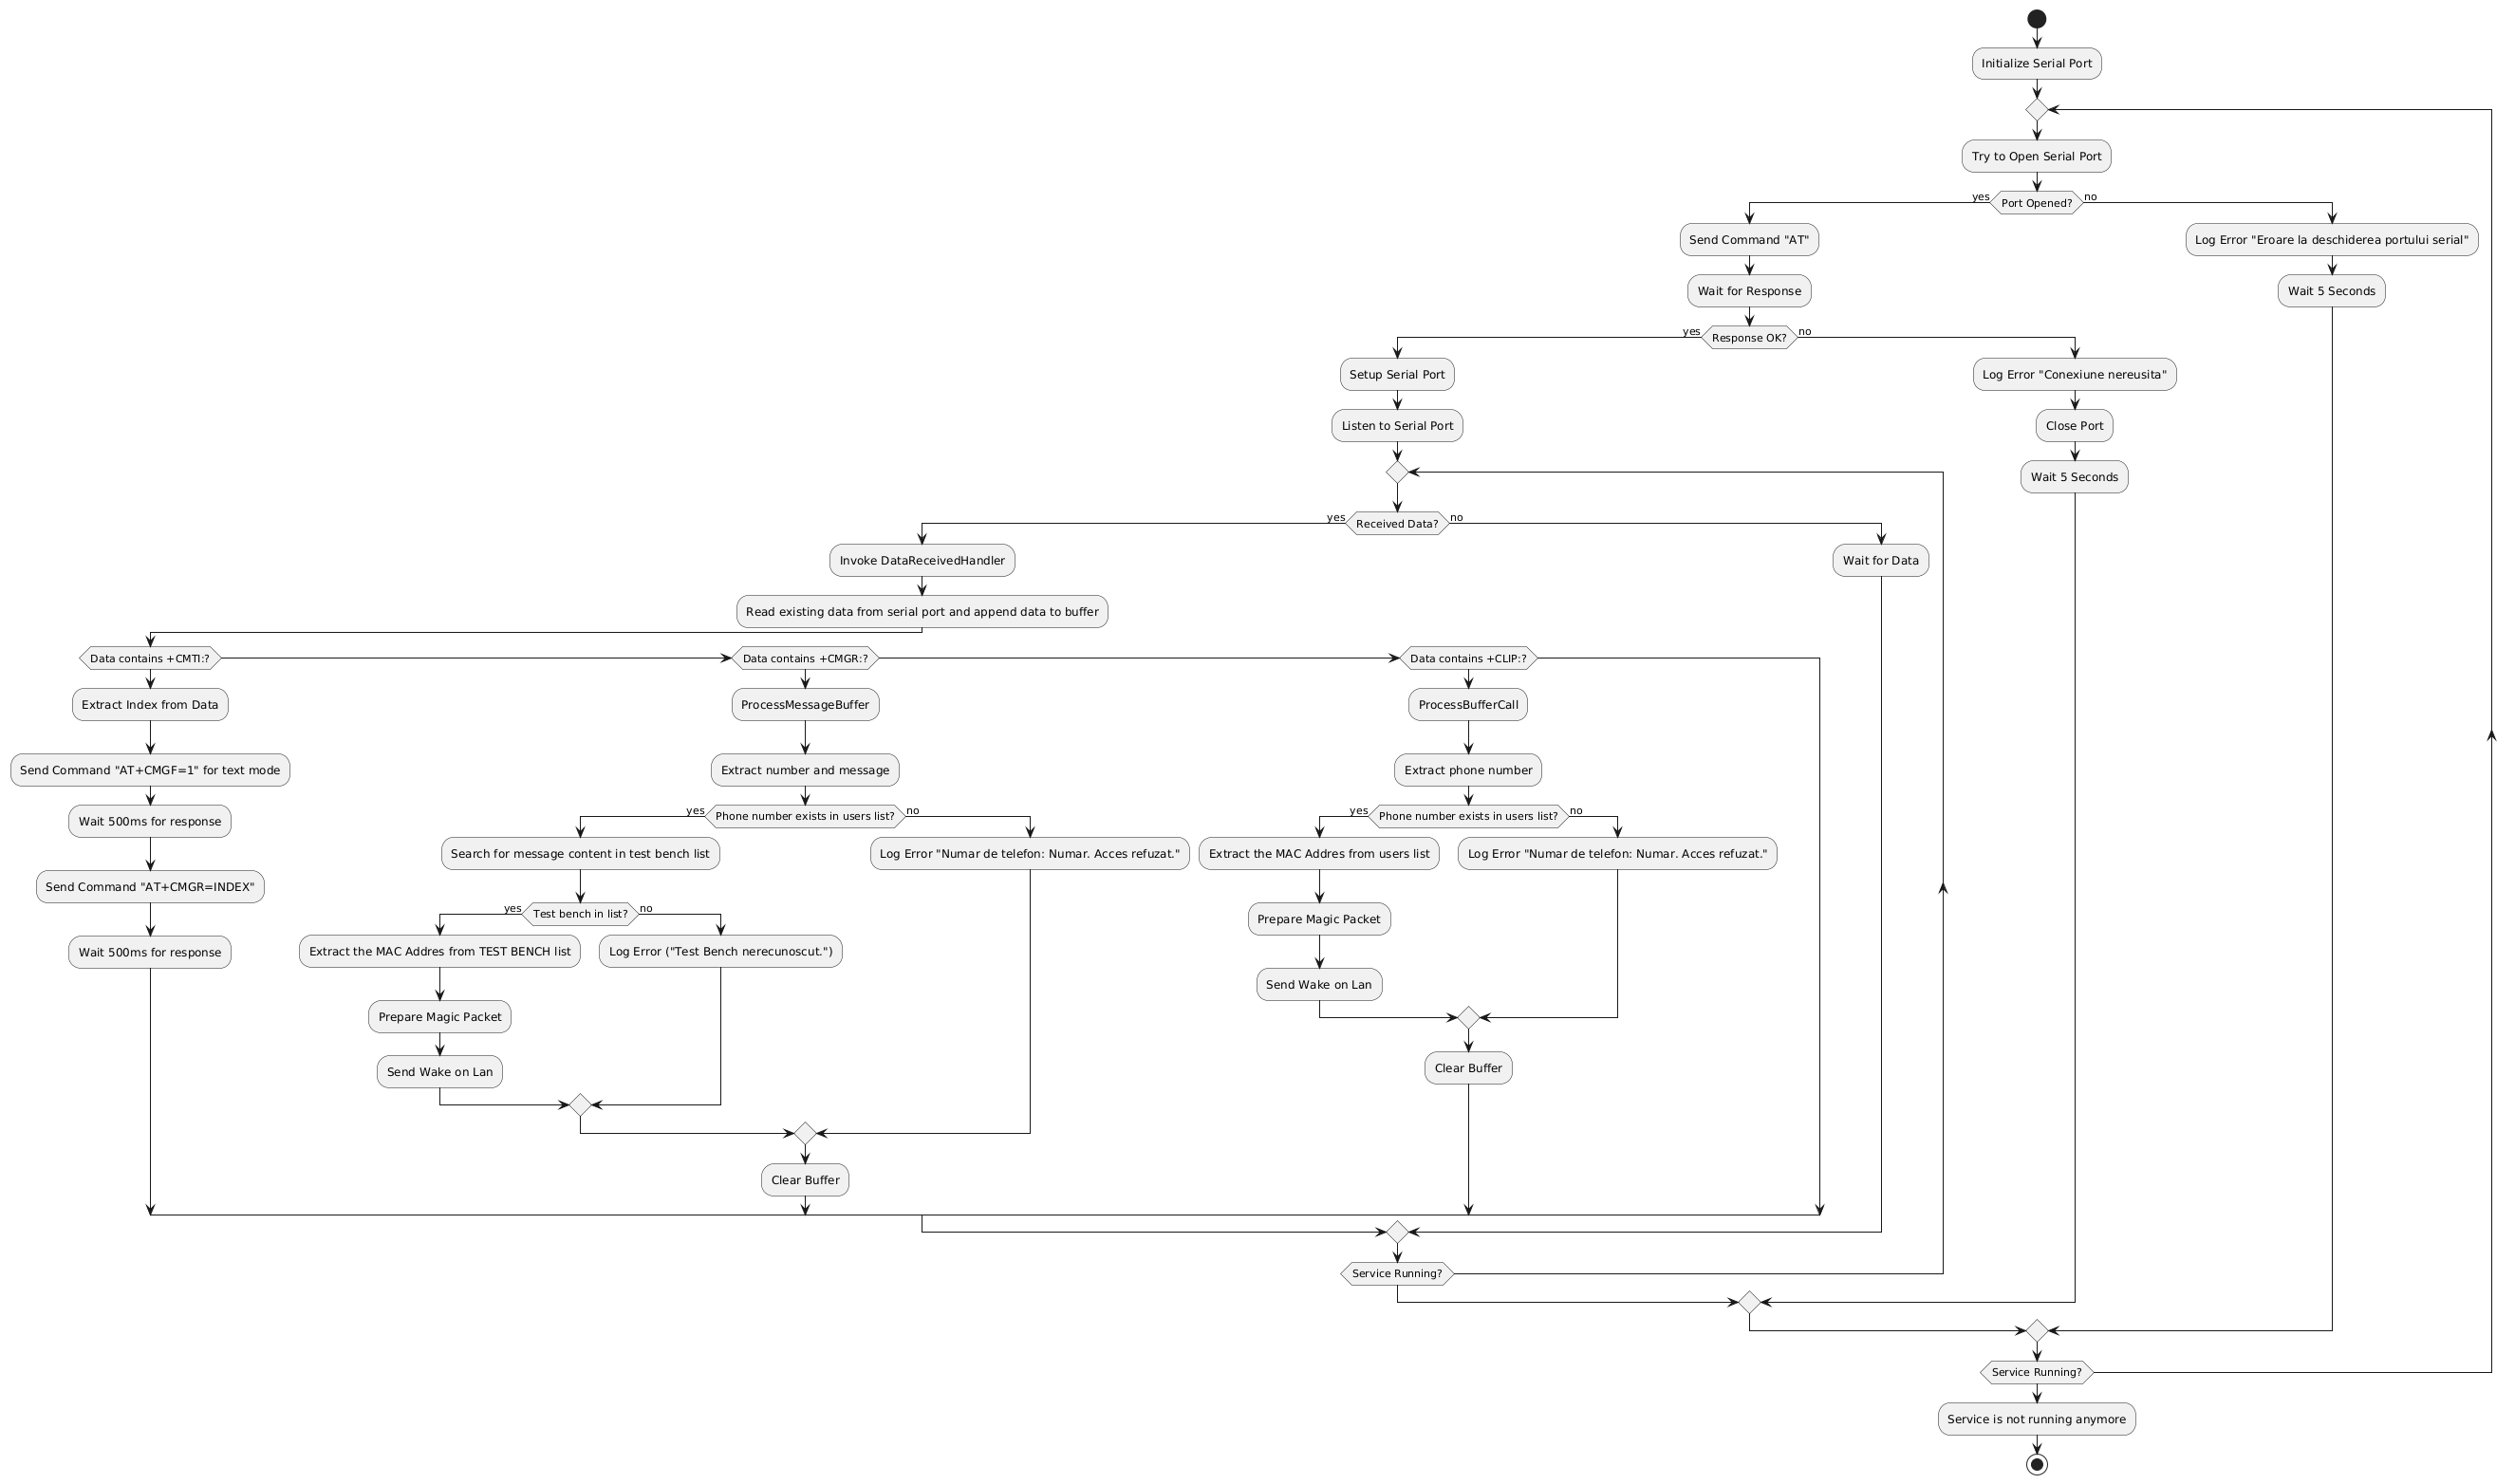 Initialize Serial Port
Try to Open Serial Port
yes
Port Opened?
no
Send Command "AT"
Wait for Response
yes
Response OK?
no
Setup Serial Port
Listen to Serial Port
yes
Received Data?
no
Invoke DataReceivedHandler
Read existing data from serial port and append data to buffer
Data contains +CMTI:?
Extract Index from Data
Send Command "AT+CMGF=1" for text mode
Wait 500ms for response
Send Command "AT+CMGR=INDEX"
Wait 500ms for response
Data contains +CMGR:?
ProcessMessageBuffer
Extract number and message
yes
Phone number exists in users list?
no
Search for message content in test bench list
yes
Test bench in list?
no
Extract the MAC Addres from TEST BENCH list
Prepare Magic Packet
Send Wake on Lan
Log Error ("Test Bench nerecunoscut.")
Log Error "Numar de telefon: Numar. Acces refuzat."
Clear Buffer
Data contains +CLIP:?
ProcessBufferCall
Extract phone number
yes
Phone number exists in users list?
no
Extract the MAC Addres from users list
Prepare Magic Packet
Send Wake on Lan
Log Error "Numar de telefon: Numar. Acces refuzat."
Clear Buffer
Wait for Data
Service Running?
Log Error "Conexiune nereusita"
Close Port
Wait 5 Seconds
Log Error "Eroare la deschiderea portului serial"
Wait 5 Seconds
Service Running?
Service is not running anymore